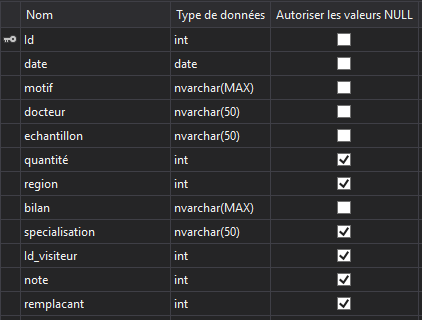 Nom Type de données Autoriser les valeurs NULL
Id int
date date
motif nvarchar(MAX)
docteur nvarchar(50)
echantillon nvarchar(50)
quantité int
region int
bilan nvarchar(MAX)
specialisation nvarchar(50)
Id_visiteur int
note int
remplacant int